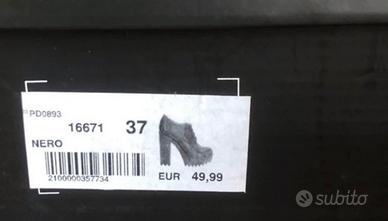 PD0893
16671 37
NERO
2100000357734
EUR 49,99
subito